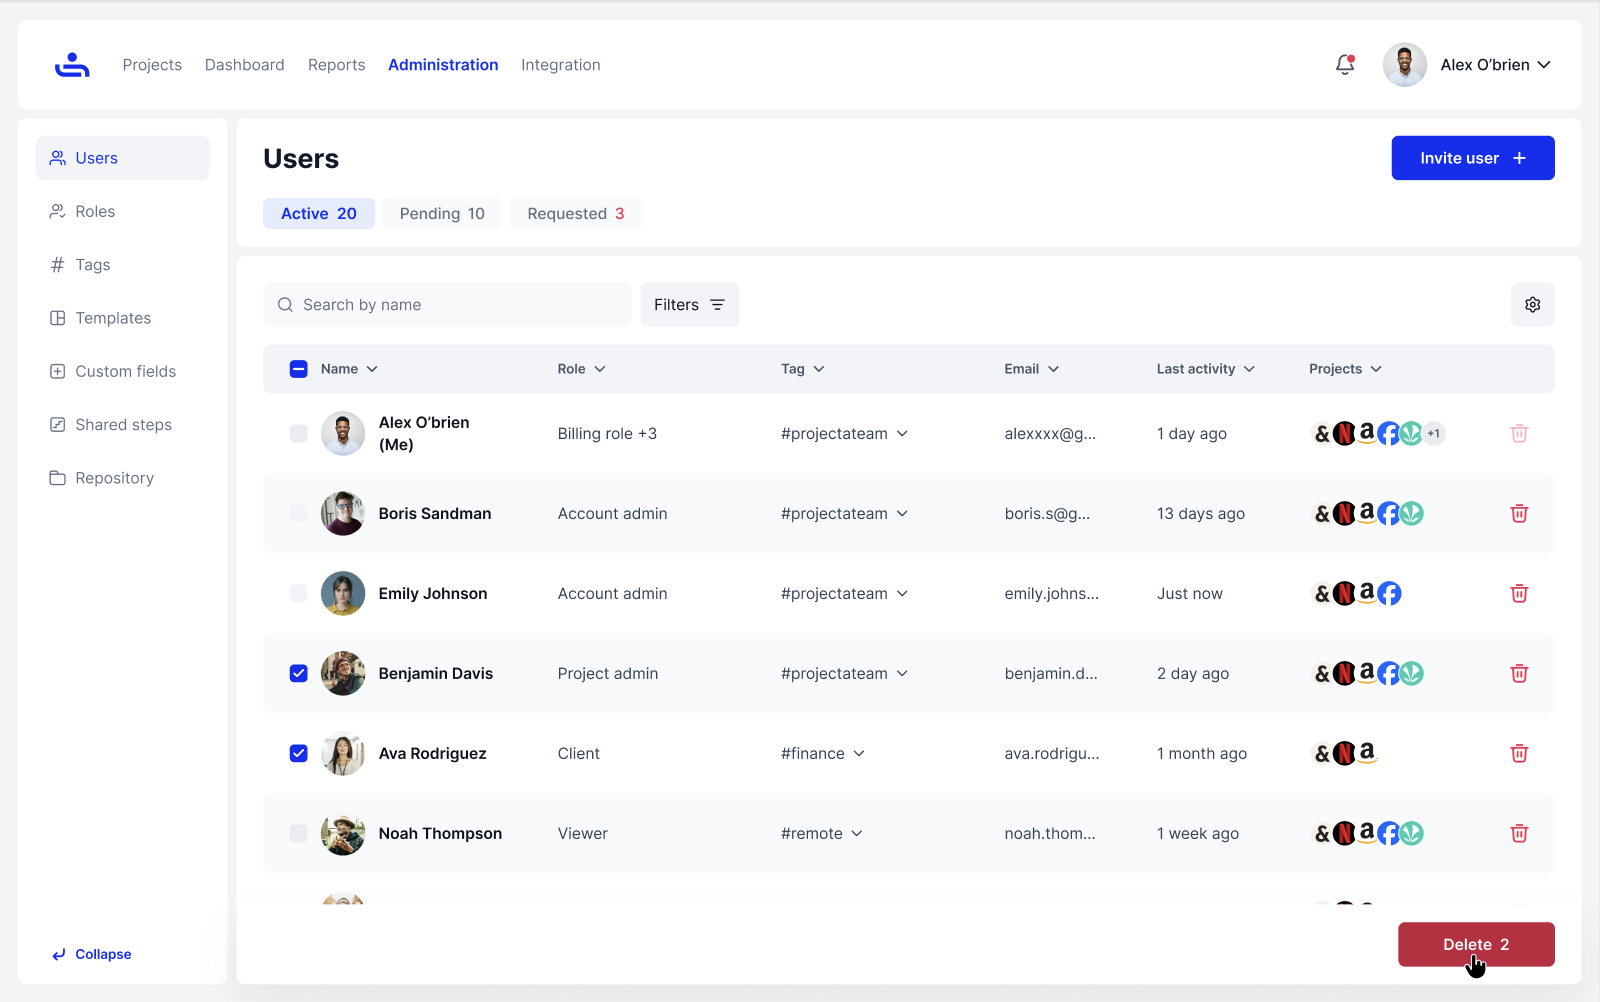 Projects Dashboard Reports Administration Integration
Alex O’brien
Users
Roles
Tags
Templates
Custom fields
Shared steps
Repository
Collapse
Users
Invite user +
Active 20 Pending 10 Requested 3
Search by name
Filters
Name Role Tag Email Last activity Projects
Alex O’brien
(Me)
Billing role +3 #projectateam alexxxx@g... 1 day ago & N a f +1
Boris Sandman Account admin #projectateam boris.s@g... 13 days ago & N a f
Emily Johnson Account admin #projectateam emily.johns... Just now & N a f
Benjamin Davis Project admin #projectateam benjamin.d... 2 day ago & N a f
Ava Rodriguez Client #finance ava.rodrigu... 1 month ago & N a
Noah Thompson Viewer #remote noah.thom... 1 week ago & N a f
Delete 2